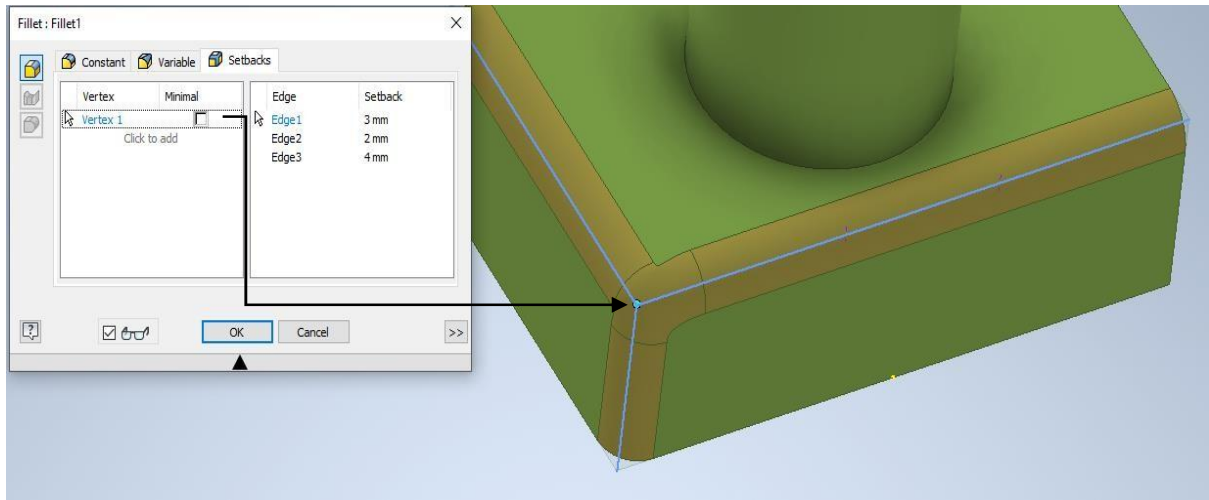 Fillet : Fillet1
Constant Variable Setbacks
Vertex Minimal Edge Setback
Vertex 1 Edge1 3 mm
Click to add Edge2 2 mm
Edge3 4 mm
? OK Cancel >>